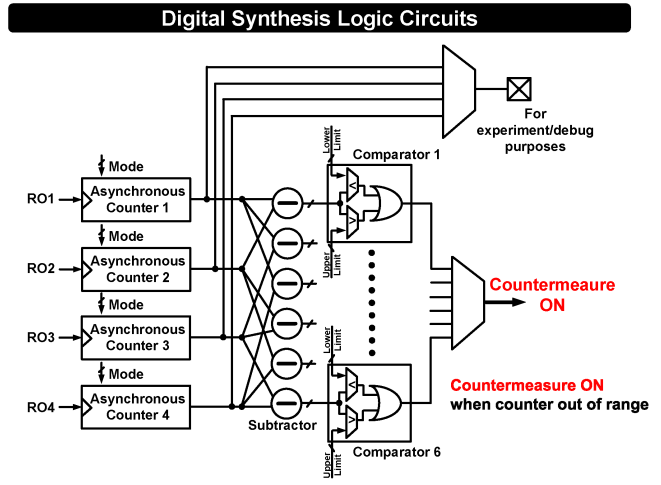 Digital Synthesis Logic Circuits
For
experiment/debug
purposes
Lower
Limit
Comparator 1
Mode
RO1
Asynchronous
Counter 1
<
>
Upper
Limit
Mode
RO2
Asynchronous
Counter 2
Countermeaure
ON
Mode
RO3
Asynchronous
Counter 3
Lower
Limit
Mode
RO4
Asynchronous
Counter 4
Subtractor
<
>
Upper
Limit
Comparator 6
Countermeasure ON
when counter out of range